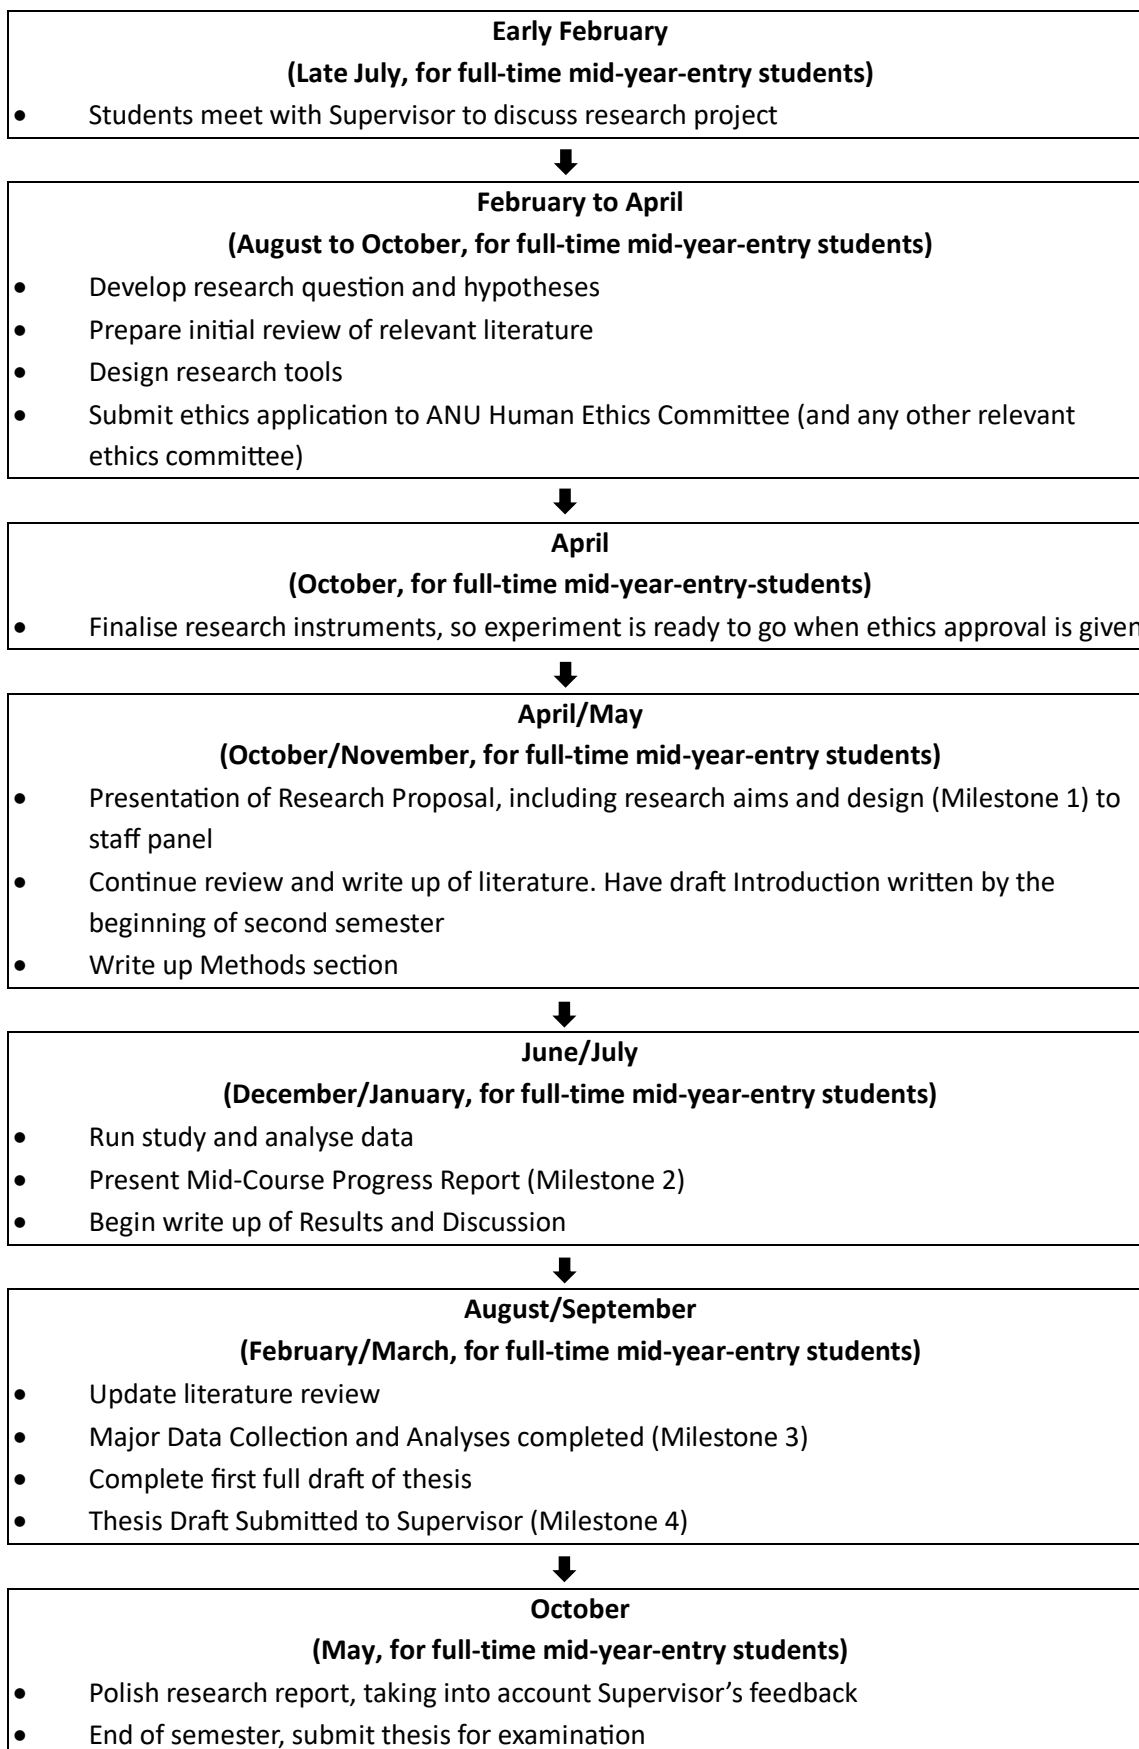 Early February
(Late July, for full-time mid-year-entry students)
• Students meet with Supervisor to discuss research project
February to April
(August to October, for full-time mid-year-entry students)
• Develop research question and hypotheses
• Prepare initial review of relevant literature
• Design research tools
• Submit ethics application to ANU Human Ethics Committee (and any other relevant
ethics committee)
April
(October, for full-time mid-year-entry-students)
• Finalise research instruments, so experiment is ready to go when ethics approval is given
April/May
(October/November, for full-time mid-year-entry students)
• Presentation of Research Proposal, including research aims and design (Milestone 1) to
staff panel
• Continue review and write up of literature. Have draft Introduction written by the
beginning of second semester
• Write up Methods section
June/July
(December/January, for full-time mid-year-entry students)
• Run study and analyse data
• Present Mid-Course Progress Report (Milestone 2)
• Begin write up of Results and Discussion
August/September
(February/March, for full-time mid-year-entry students)
• Update literature review
• Major Data Collection and Analyses completed (Milestone 3)
• Complete first full draft of thesis
• Thesis Draft Submitted to Supervisor (Milestone 4)
October
(May, for full-time mid-year-entry students)
• Polish research report, taking into account Supervisor’s feedback
• End of semester, submit thesis for examination